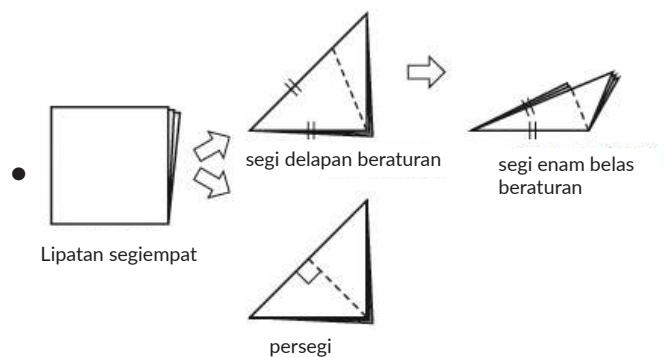 segi delapan beraturan
segi enam belas
beraturan
Lipatan segiempat
persegi